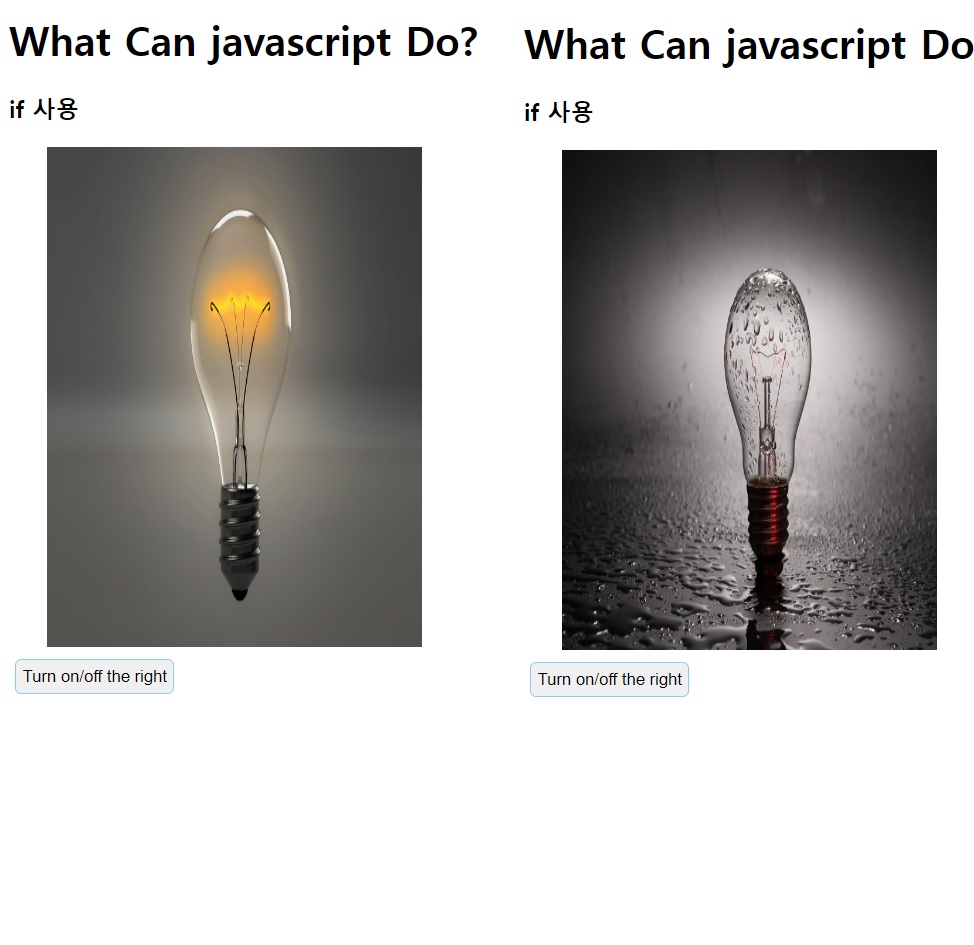 What Can javascript Do?
if 사용
Turn on/off the right
What Can javascript Do
if 사용
Turn on/off the right